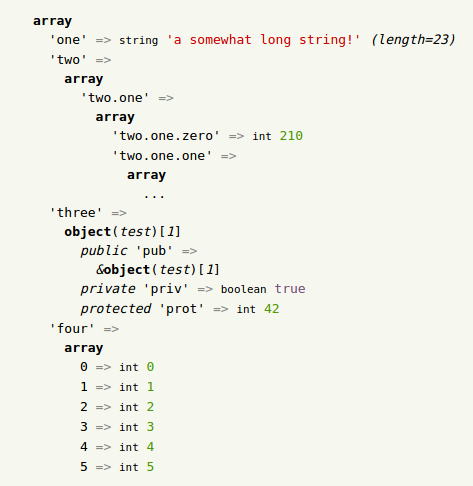 array
'one' => string 'a somewhat long string!' (length=23)
'two' =>
array
'two.one' =>
array
'two.one.zero' => int 210
'two.one.one' =>
array
...
'three' =>
object(test)[1]
public 'pub' =>
&object(test)[1]
private 'priv' => boolean true
protected 'prot' => int 42
'four' =>
array
0 => int 0
1 => int 1
2 => int 2
3 => int 3
4 => int 4
5 => int 5